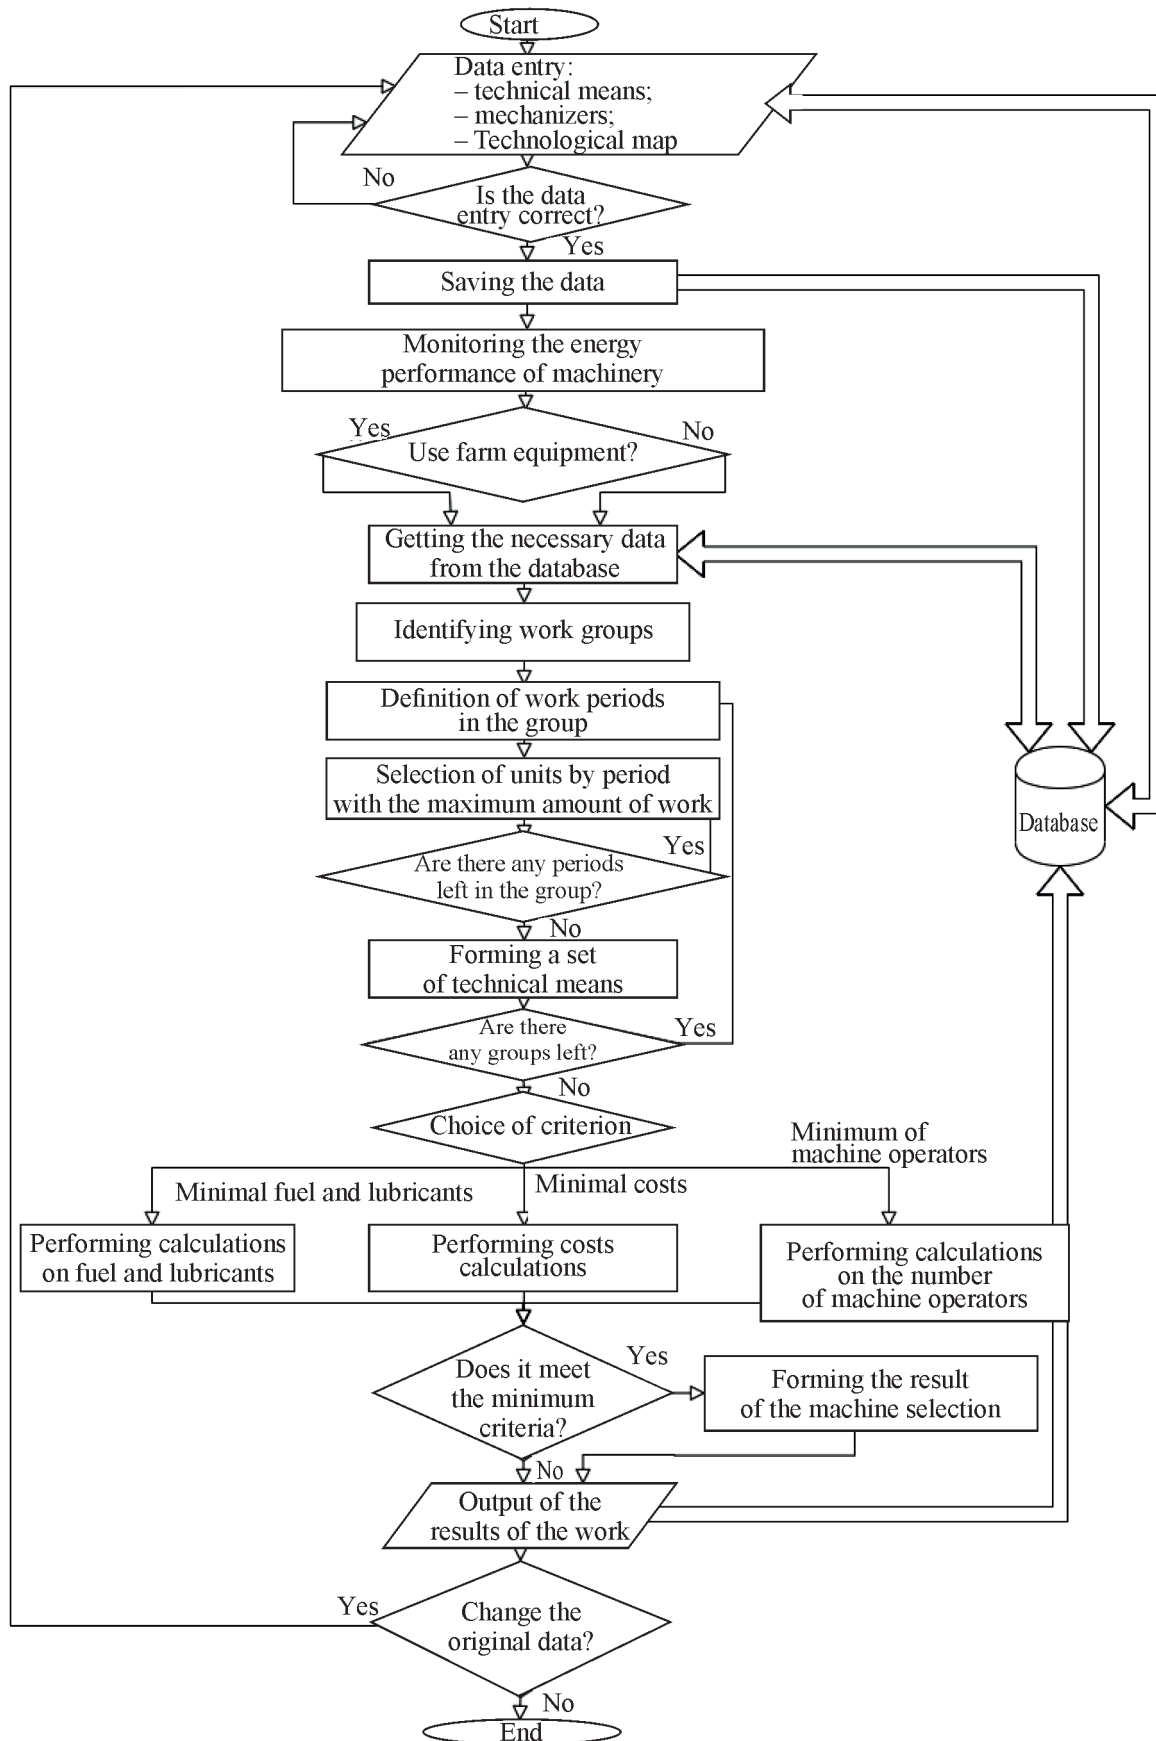 Start
Data entry:
– technical means;
– mechanizers;
– Technological map
No
Is the data
entry correct?
Yes
Saving the data
Monitoring the energy
performance of machinery
Yes
No
Use farm equipment?
Getting the necessary data
from the database
Identifying work groups
Definition of work periods
in the group
Selection of units by period
with the maximum amount of work
Database
Yes
Are there any periods
left in the group?
No
Forming a set
of technical means
Are there
any groups left?
Yes
No
Choice of criterion
Minimum of
machine operators
Minimal fuel and lubricants
Minimal costs
Performing calculations
on fuel and lubricants
Performing costs
calculations
Performing calculations
on the number
of machine operators
Does it meet
the minimum
criteria?
Yes
Forming the result
of the machine selection
No
Output of the
results of the work
Yes
Change the
original data?
No
End